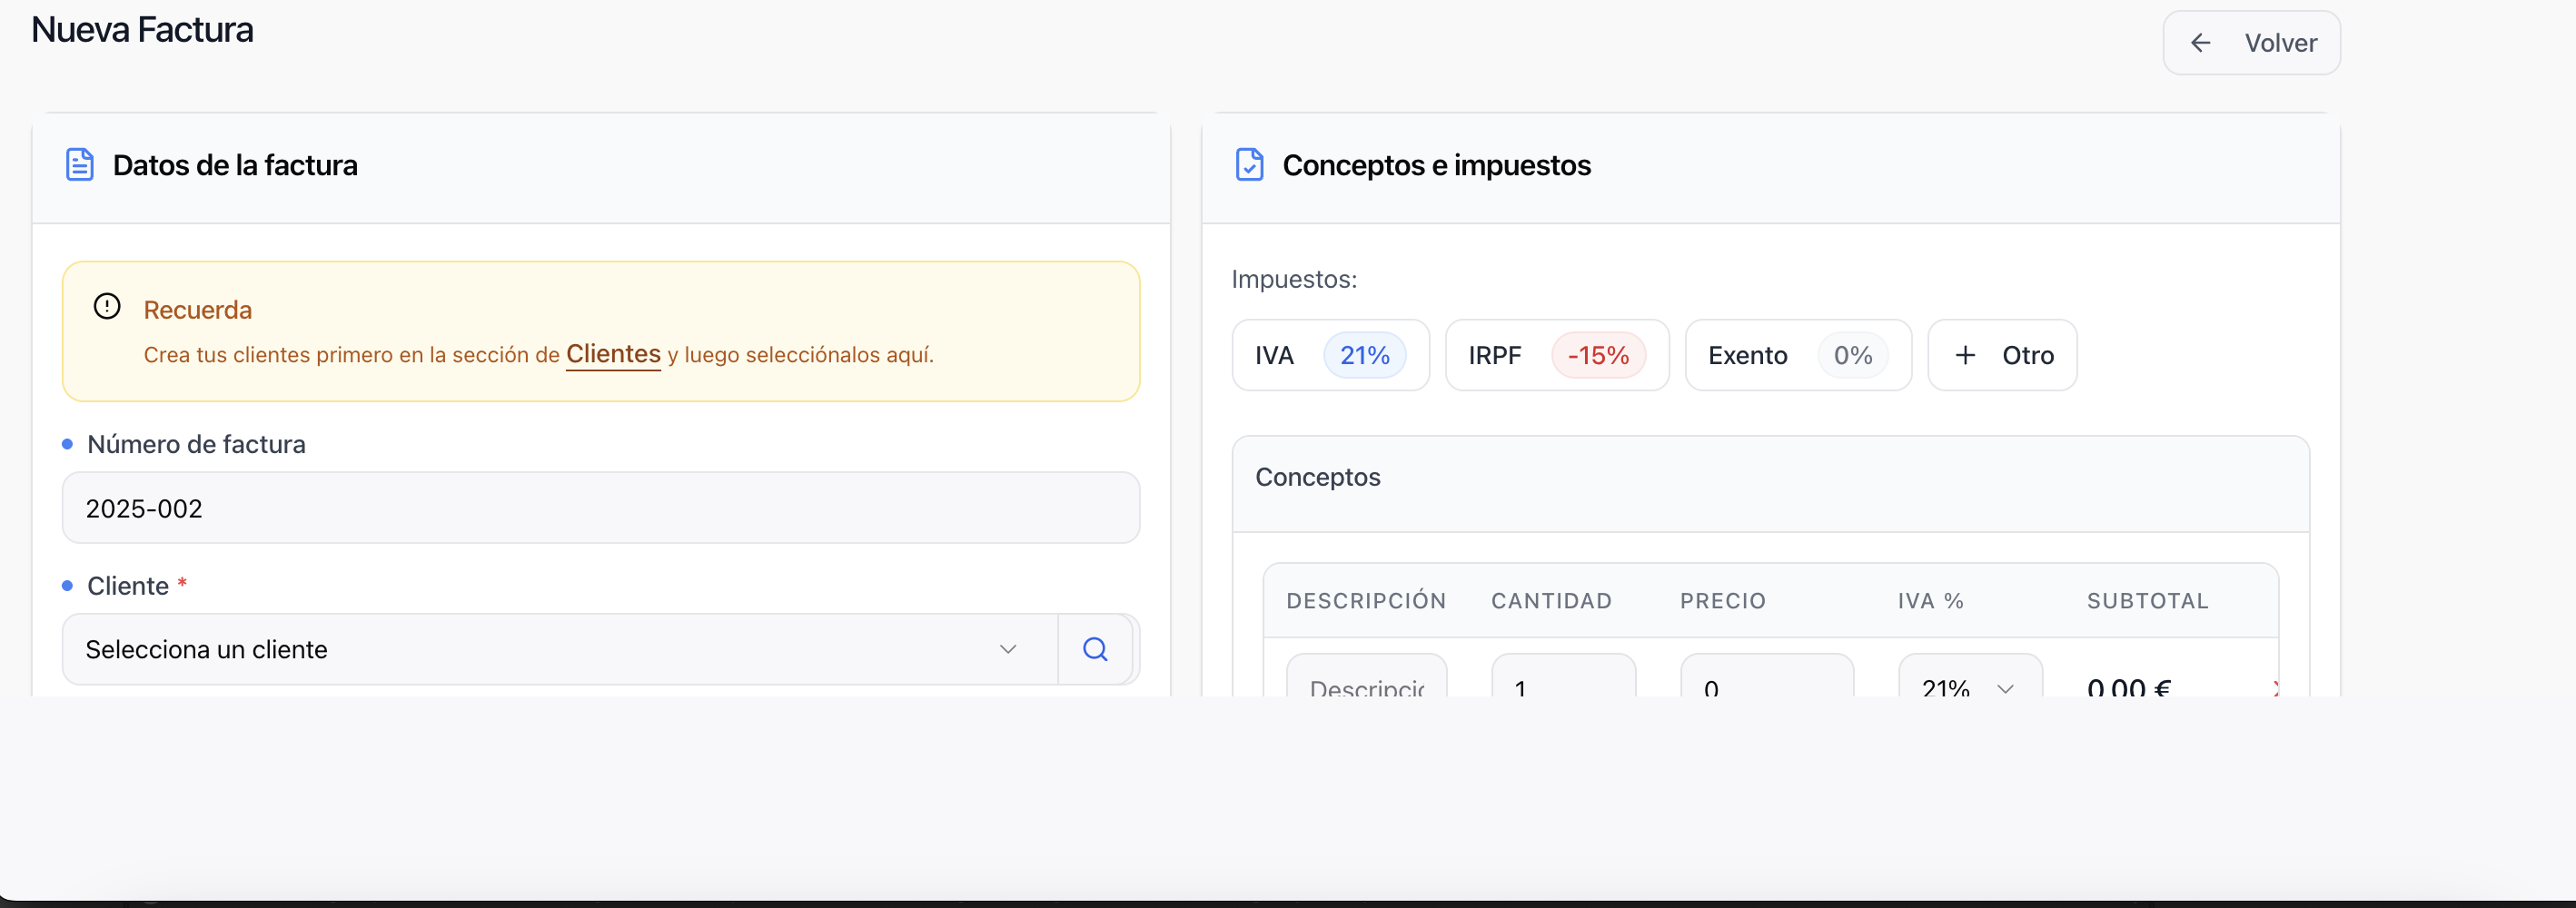 Nueva Factura
Volver
Datos de la factura
Recuerda
Crea tus clientes primero en la sección de Clientes y luego selecciónalos aquí.
Número de factura
2025-002
Cliente *
Selecciona un cliente
Conceptos e impuestos
Impuestos:
IVA 21% IRPF -15% Exento 0% + Otro
Conceptos
DESCRIPCIÓN CANTIDAD PRECIO IVA % SUBTOTAL
1 0 21% 0,00 €